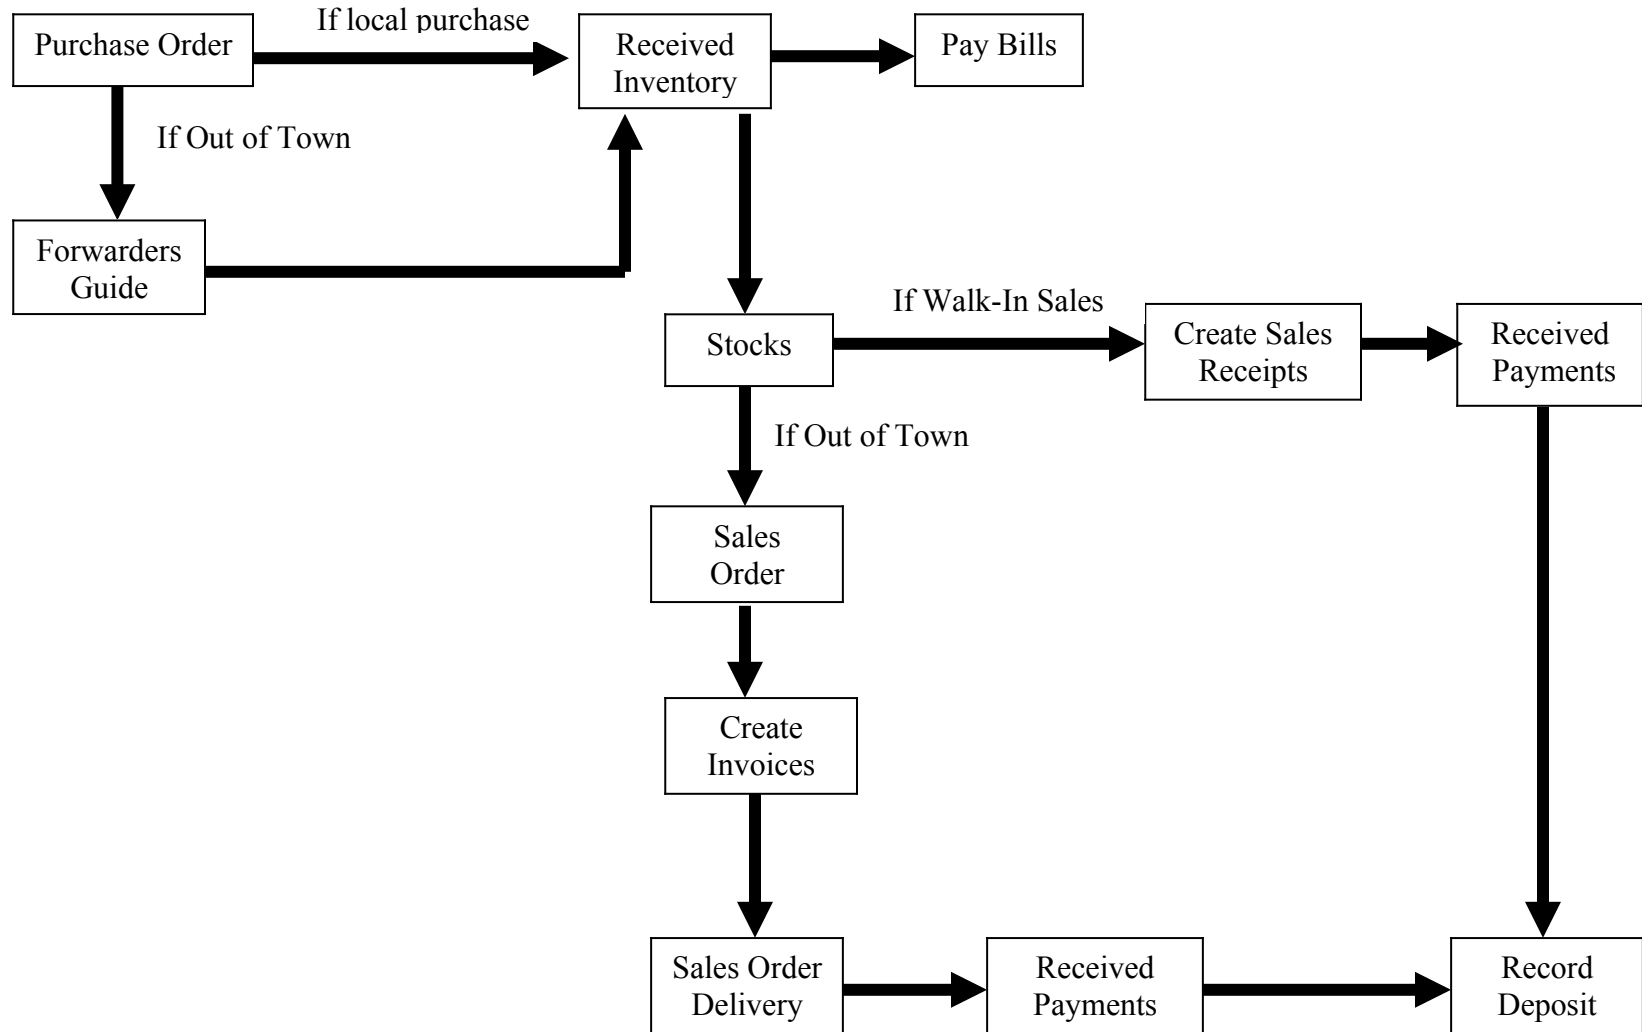 If local purchase
Purchase Order
Received
Inventory
Pay Bills
If Out of Town
Forwarders
Guide
If Walk-In Sales
Stocks
Create Sales
Receipts
Received
Payments
If Out of Town
Sales
Order
Create
Invoices
Sales Order
Delivery
Received
Payments
Record
Deposit